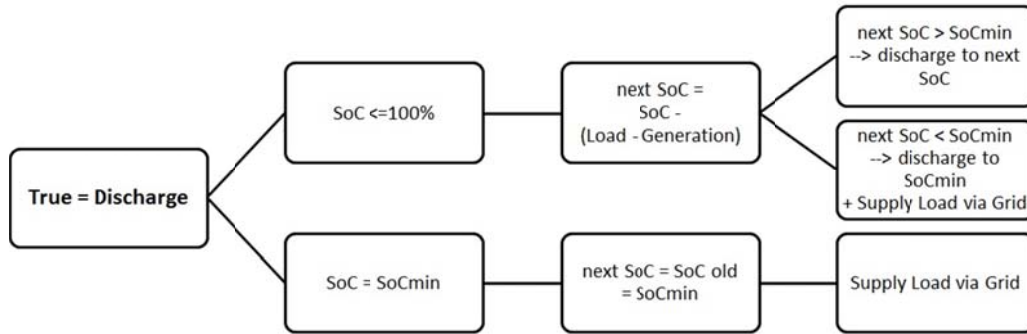 True = Discharge
SoC <=100%
next SoC =
SoC -
(Load - Generation)
next SoC > SoCmin
--> discharge to next
SoC
next SoC < SoCmin
--> discharge to
SoCmin
+ Supply Load via Grid
SoC = SoCmin
next SoC = SoC old
= SoCmin
Supply Load via Grid